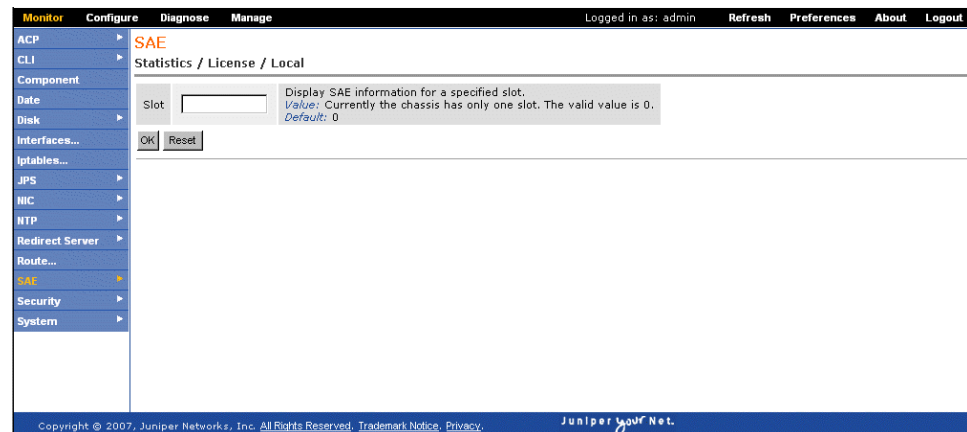 Monitor Configure Diagnose Manage Logged in as: admin Refresh Preferences About Logout
ACP
CLI
Component
Date
Disk
Interfaces...
Iptables...
JPS
NIC
NTP
Redirect Server
Route...
SAE
Security
System
SAE
Statistics / License / Local
Slot
Display SAE information for a specified slot.
Value: Currently the chassis has only one slot. The valid value is 0.
Default: 0
OK Reset
Copyright © 2007, Juniper Networks, Inc. All Rights Reserved. Trademark Notice. Privacy.
Juniper your Net.